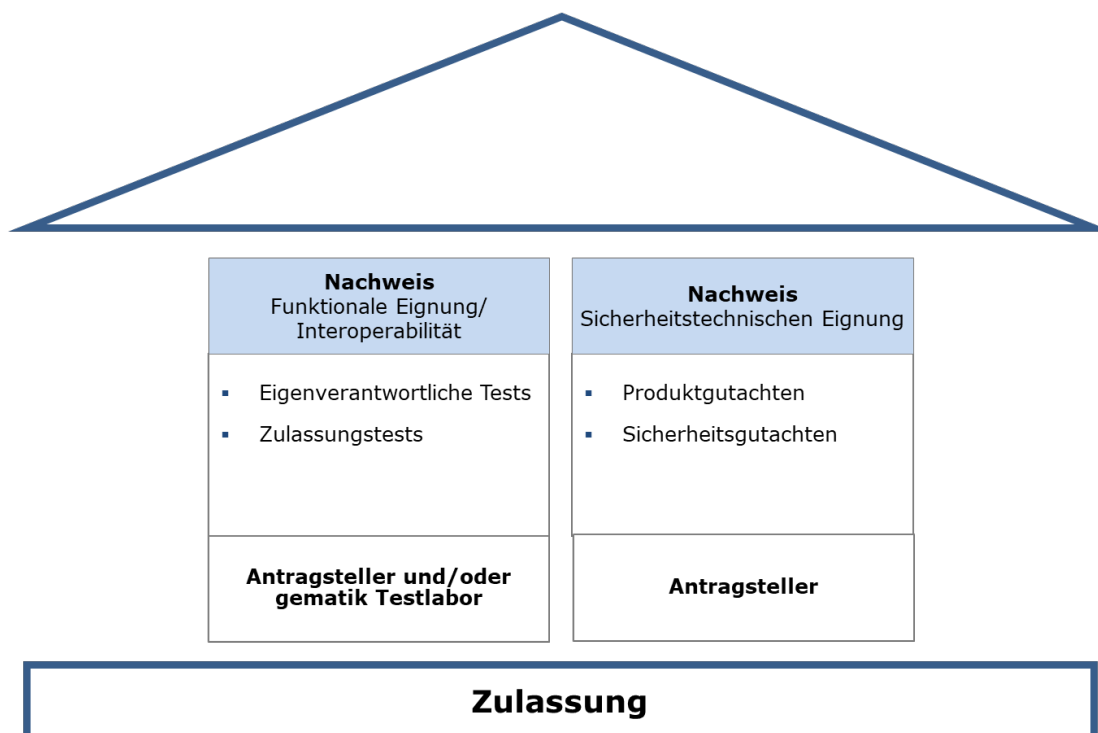 Nachweis
Funktionale Eignung/
Interoperabilität
▪ Eigenverantwortliche Tests
▪ Zulassungstests
Antragsteller und/oder
gematik Testlabor
Nachweis
Sicherheitstechnischen Eignung
▪ Produktgutachten
▪ Sicherheitsgutachten
Antragsteller
Zulassung